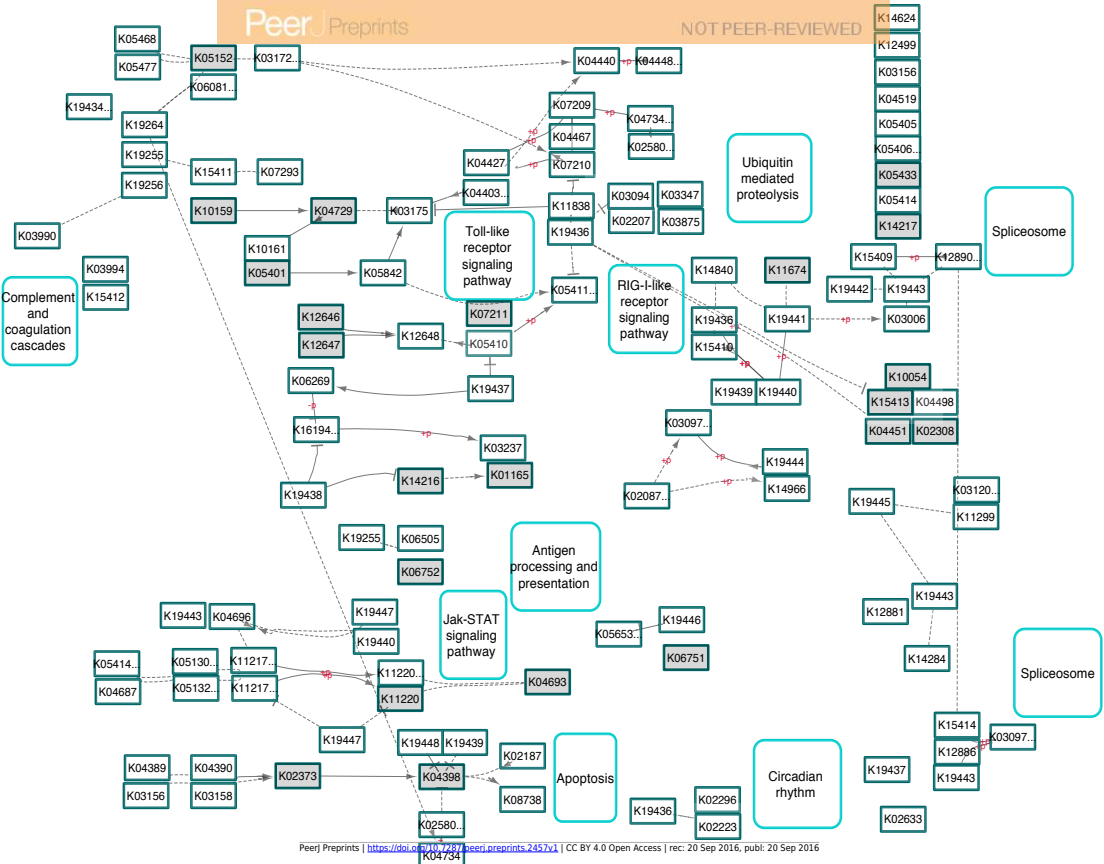 PeerJ Preprints
NOT PEER-REVIEWED
K14624
K12499
K03156
K04519
K05405
K05406...
K05433
K05414
K14217
K05468
K05477
K05152
K03172...
K06081...
K19434...
K19264
K19255
K19256
K15411
K07293
K03990
K04440
+p
K04448...
K07209
+p
K04734...
K04467
K02580...
K07210
+p
+p
+p
K04427
K04403...
Ubiquitin
mediated
proteolysis
K10159
K04729
K03175
K11838
K19436
K03094
K03347
K02207
K03875
K10161
K05401
K05842
Toll-like
receptor
signaling
pathway
K05411...
Spliceosome
K15409
+p
K12890...
K19442
K19443
K03006
+p
K03994
K15412
Complement
and
coagulation
cascades
RIG-I-like
receptor
signaling
pathway
K14840
K11674
K19436
+p
K19441
K15410
+p
+p
K19439
K19440
K12646
K12647
K12648
K07211
K05410
+p
K19437
K06269
-p
K16194...
+p
K03237
K01165
K14216
K19438
K10054
K15413
K04498
K04451
K02308
K03097...
+p
+p
K19444
K14966
K02087...
+p
K19445
K03120...
K11299
K19255
K06505
K06752
Antigen
processing and
presentation
K19443
K12881
K14284
K19443
K04696
K19447
K19440
Jak-STAT
signaling
pathway
K05653...
K19446
K06751
K05414...
K04687
K05130...
K05132...
K11217...
K11217...
+p
+p
K11220...
K11220
K04693
K19447
Spliceosome
K15414
K12886
K19443
+p
+p
K03097...
K19437
K02633
K04389
K04390
K03156
K03158
K02373
K19448
K19439
K04398
K02187
K08738
Apoptosis
K02580...
K04734
K19436
K02296
K02223
Circadian
rhythm
PeerJ Preprints | https://doi.org/10.7287/peerj.preprints.2457v1 | CC BY 4.0 Open Access | rec: 20 Sep 2016, publ: 20 Sep 2016